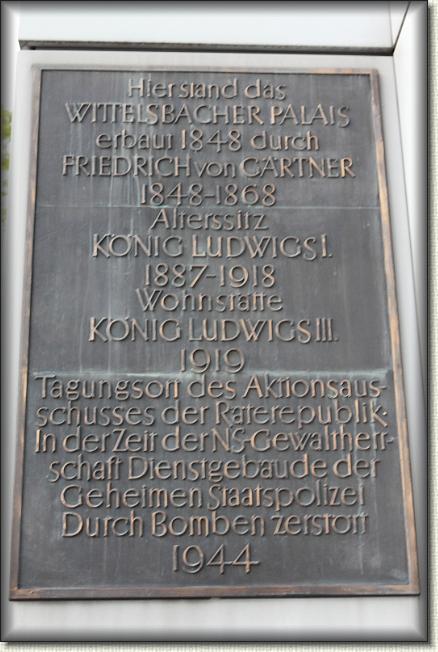 Hier stand das
WITTELSBACHER PALAIS
erbaut 1848 durch
FRIEDRICH von GÄRTNER
1848-1868
Alterssitz
KÖNIG LUDWIGS I.
1887-1918
Wohnstätte
KÖNIG LUDWIGS III.
1919
Tagungsort des Aktionsaus-
schusses der Räterepublik.
In der Zeit der NS-Gewaltherr-
schaft Dienstgebäude der
Geheimen Staatspolizei
Durch Bomben zerstört
1944